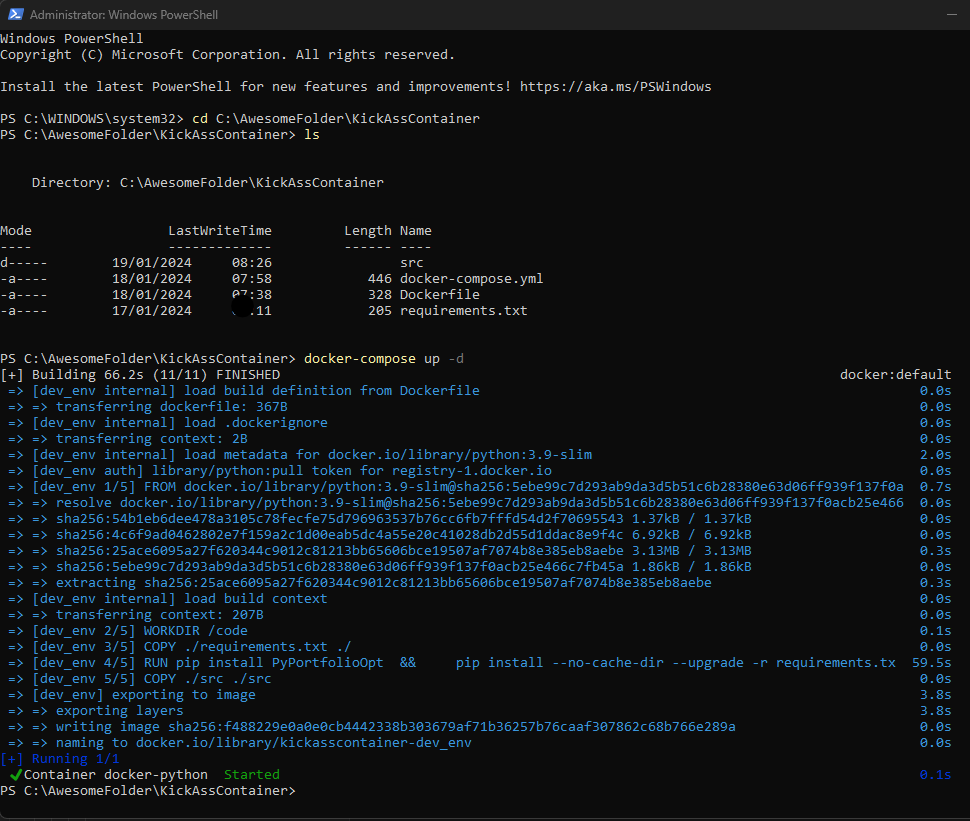 Administrator: Windows PowerShell
Windows PowerShell
Copyright (C) Microsoft Corporation. All rights reserved.
Install the latest PowerShell for new features and improvements! https://aka.ms/PSWindows
PS C:\WINDOWS\system32> cd C:\AwesomeFolder\KickAssContainer
PS C:\AwesomeFolder\KickAssContainer> ls
Directory: C:\AwesomeFolder\KickAssContainer
Mode LastWriteTime Length Name
---- ------------- ------ ----
d----- 19/01/2024 08:26 src
-a---- 18/01/2024 07:58 446 docker-compose.yml
-a---- 18/01/2024 07:38 328 Dockerfile
-a---- 17/01/2024 .11 205 requirements.txt
PS C:\AwesomeFolder\KickAssContainer> docker-compose up -d
[+] Building 66.2s (11/11) FINISHED docker:default
=> [dev_env internal] load build definition from Dockerfile 0.0s
=> => transferring dockerfile: 367B 0.0s
=> [dev_env internal] load .dockerignore 0.0s
=> => transferring context: 2B 0.0s
=> [dev_env internal] load metadata for docker.io/library/python:3.9-slim 2.0s
=> [dev_env auth] library/python:pull token for registry-1.docker.io 0.0s
=> [dev_env 1/5] FROM docker.io/library/python:3.9-slim@sha256:5ebe99c7d293ab9da3d5b51c6b28380e63d06ff939f137f0a 0.7s
=> => resolve docker.io/library/python:3.9-slim@sha256:5ebe99c7d293ab9da3d5b51c6b28380e63d06ff939f137f0acb25e466 0.0s
=> => sha256:54b1eb6dee478a3105c78fecfe75d796963537b76cc6fb7fffd54d2f70695543 1.37kB / 1.37kB 0.0s
=> => sha256:4c6f9ad0462802e7f159a2c1d00eab5dc4a55e20c41028db2d55d1ddac8e9f4c 6.92kB / 6.92kB 0.0s
=> => sha256:25ace6095a27f620344c9012c81213bb65606bce19507af7074b8e385eb8aebe 3.13MB / 3.13MB 0.3s
=> => sha256:5ebe99c7d293ab9da3d5b51c6b28380e63d06ff939f137f0acb25e466c7fb45a 1.86kB / 1.86kB 0.0s
=> => extracting sha256:25ace6095a27f620344c9012c81213bb65606bce19507af7074b8e385eb8aebe 0.3s
=> [dev_env internal] load build context 0.0s
=> => transferring context: 207B 0.0s
=> [dev_env 2/5] WORKDIR /code 0.1s
=> [dev_env 3/5] COPY ./requirements.txt ./ 0.0s
=> [dev_env 4/5] RUN pip install PyPortfolioOpt && pip install --no-cache-dir --upgrade -r requirements.tx 59.5s
=> [dev_env 5/5] COPY ./src ./src 0.0s
=> [dev_env] exporting to image 3.8s
=> => exporting layers 3.8s
=> => writing image sha256:f488229e0a0e0cb4442338b303679af71b36257b76caaf307862c68b766e289a 0.0s
=> => naming to docker.io/library/kickasscontainer-dev_env 0.0s
[+] Running 1/1
✔Container docker-python Started 0.1s
PS C:\AwesomeFolder\KickAssContainer>